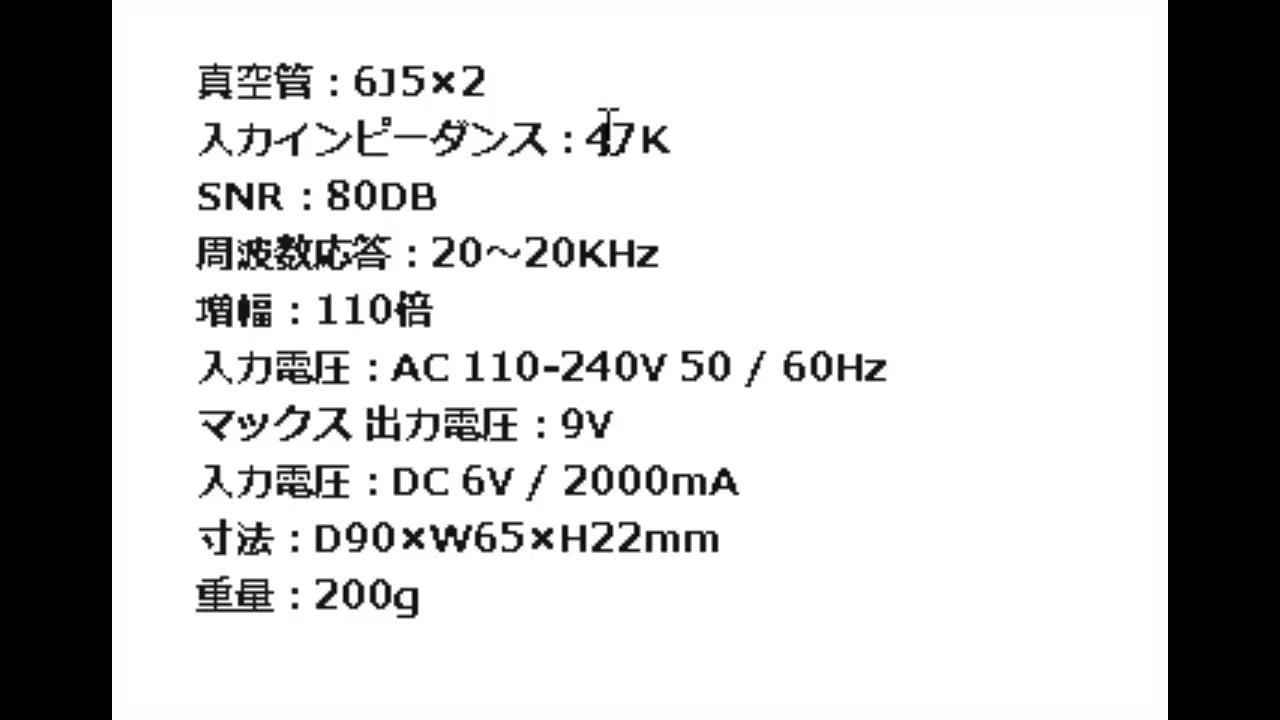 真空管：6J5×2
入力インピーダンス：47K
SNR：80DB
周波数応答：20～20KHz
増幅：110倍
入力電圧：AC 110-240V 50 / 60Hz
マックス 出力電圧：9V
入力電圧：DC 6V / 2000mA
寸法：D90×W65×H22mm
重量：200g